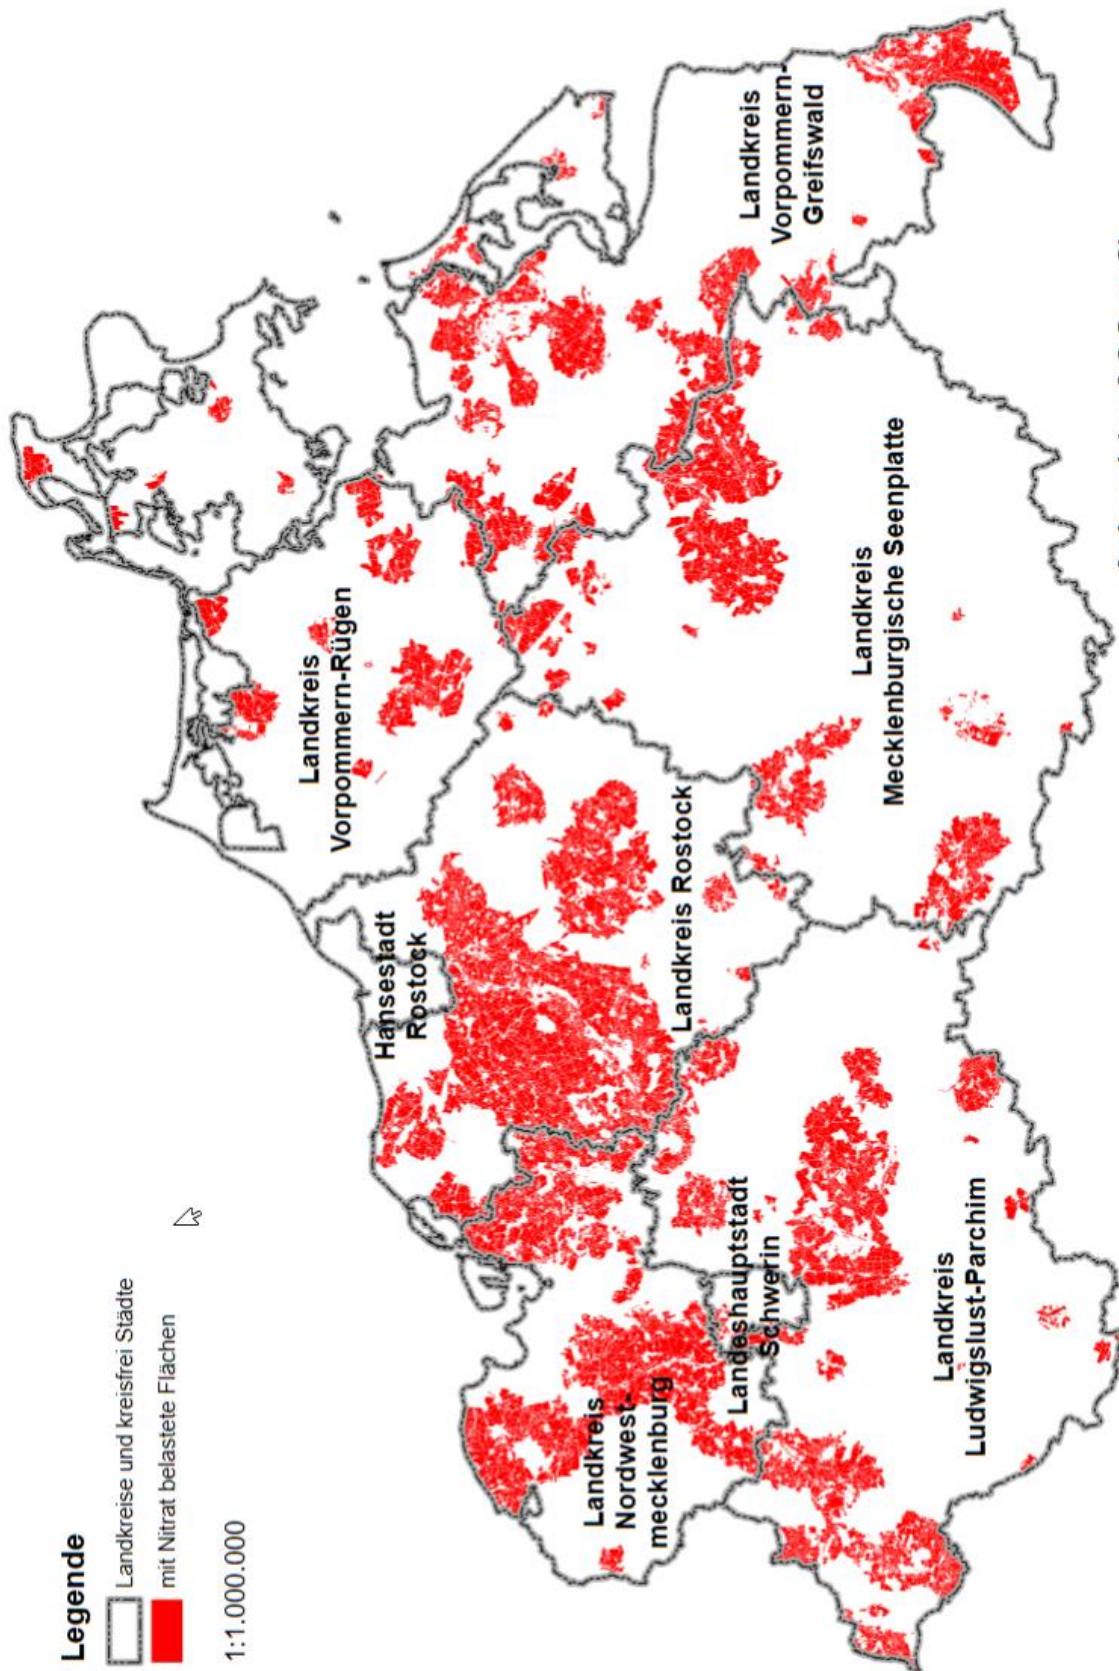 Legende
Landkreise und kreisfrei Städte
mit Nitrat belastete Flächen
1:1.000.000
Landkreis
Vorpommern-Rügen
Hansestadt
Rostock
Landkreis
Vorpommern-
Greifswald
Landkreis Rostock
Landkreis
Nordwest-
mecklenburg
Landeshauptstadt
Schwerin
Landkreis
Mecklenburgische Seenplatte
Landkreis
Ludwigslust-Parchim